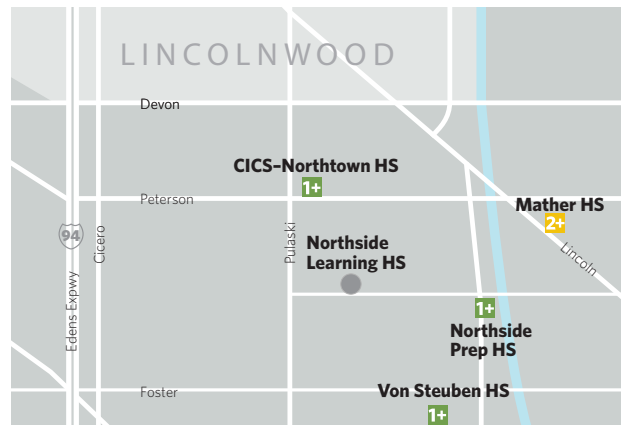 LINCOLNWOOD
Devon
CICS–Northtown HS
1+
Peterson
Mather HS
2+
94
Cicero
Pulaski
Northside
Learning HS
Lincoln
Edens Expwy
1+
Northside
Prep HS
Foster
Von Steuben HS
1+